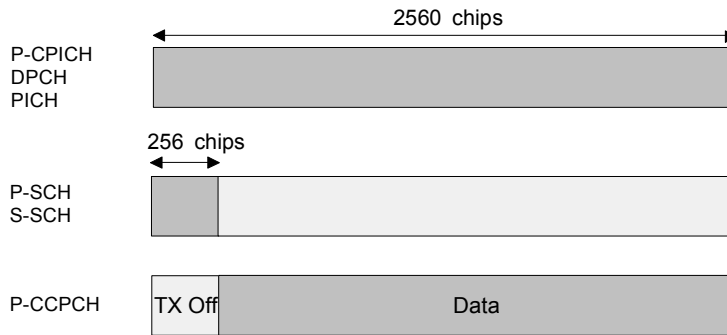 2560 chips
P-CPICH
DPCH
PICH
256 chips
P-SCH
S-SCH
P-CCPCH
TX Off
Data